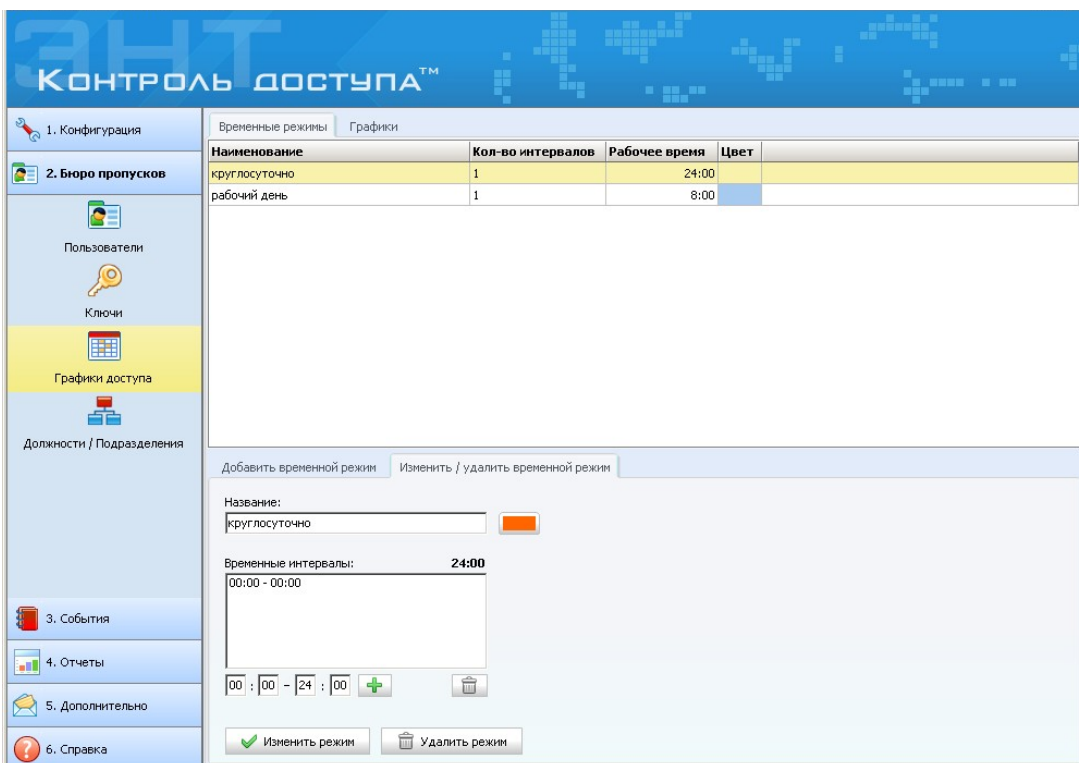 ЭНТ
Контроль доступа™
1. Конфигурация
2. Бюро пропусков
Пользователи
Ключи
Графики доступа
Должности / Подразделения
3. События
4. Отчеты
5. Дополнительно
6. Справка
Временные режимы Графики
Наименование Кол-во интервалов Рабочее время Цвет
круглосуточно 1 24:00
рабочий день 1 8:00
Добавить временной режим Изменить / удалить временной режим
Название:
круглосуточно
Временные интервалы: 24:00
00:00 - 00:00
00 : 00 - 24 : 00
Изменить режим Удалить режим